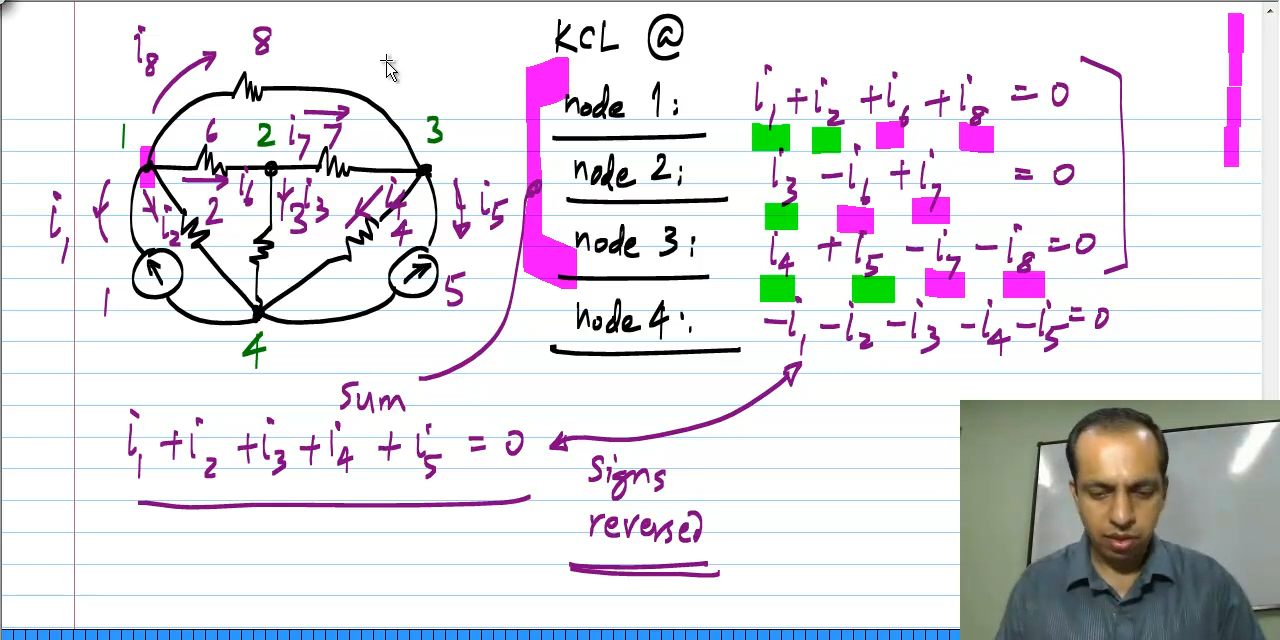 KCL @
node 1: i1 + i2 + i6 + i8 = 0
node 2: i3 - i6 + i7 = 0
node 3: i4 + i5 - i7 - i8 = 0
node 4: -i1 - i2 - i3 - i4 - i5 = 0
i8 8
1 6 2 i7 7 3
i1 i2 2 i6 3 i3 i4 4 i5
1 5
4
Sum
i1 + i2 + i3 + i4 + i5 = 0
Signs
reversed